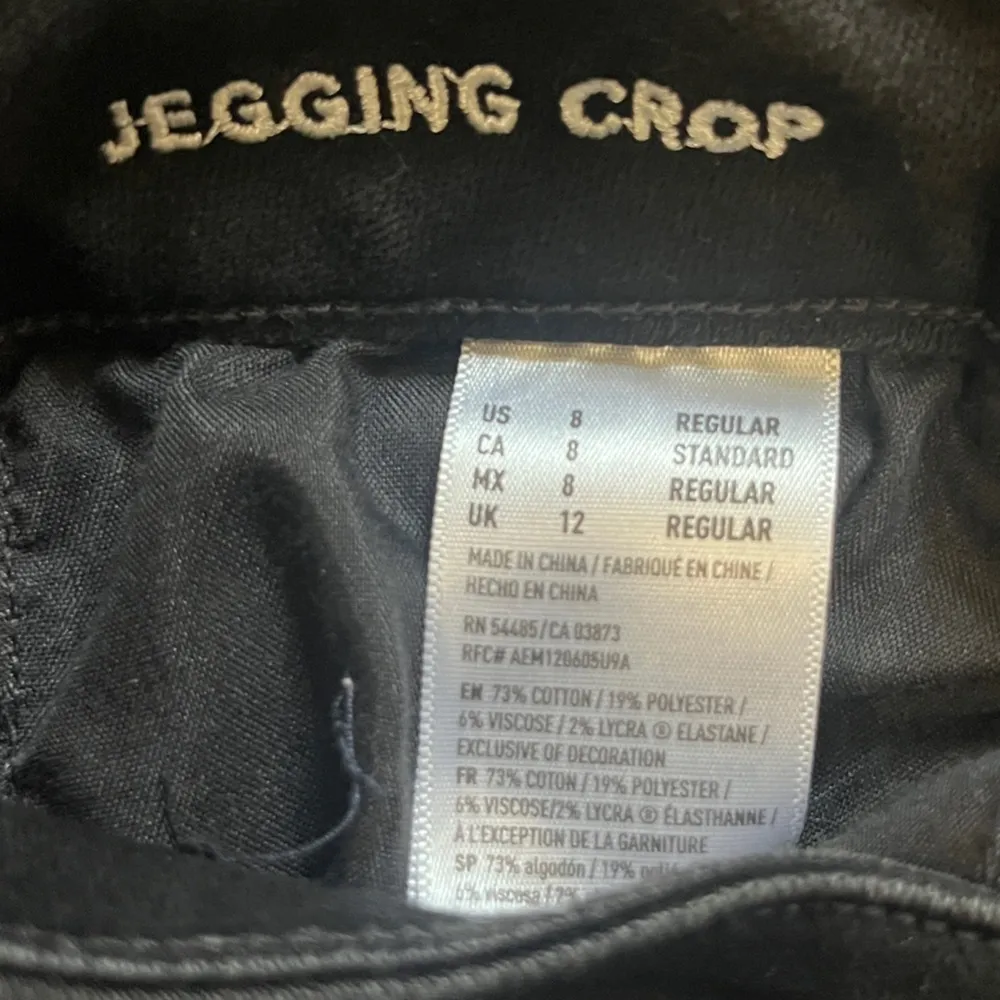 JEGGING CROP
US 8 REGULAR
CA 8 STANDARD
MX 8 REGULAR
UK 12 REGULAR
MADE IN CHINA / FABRIQUÉ EN CHINE /
HECHO EN CHINA
RN 54485/CA 03873
RFC# AEM120605U9A
EN 73% COTTON / 19% POLYESTER /
6% VISCOSE / 2% LYCRA ® ELASTANE /
EXCLUSIVE OF DECORATION
FR 73% COTON / 19% POLYESTER /
6% VISCOSE/2% LYCRA ® ÉLASTHANNE /
À L'EXCEPTION DE LA GARNITURE
SP 73% algodón / 19%
6% viscosa /